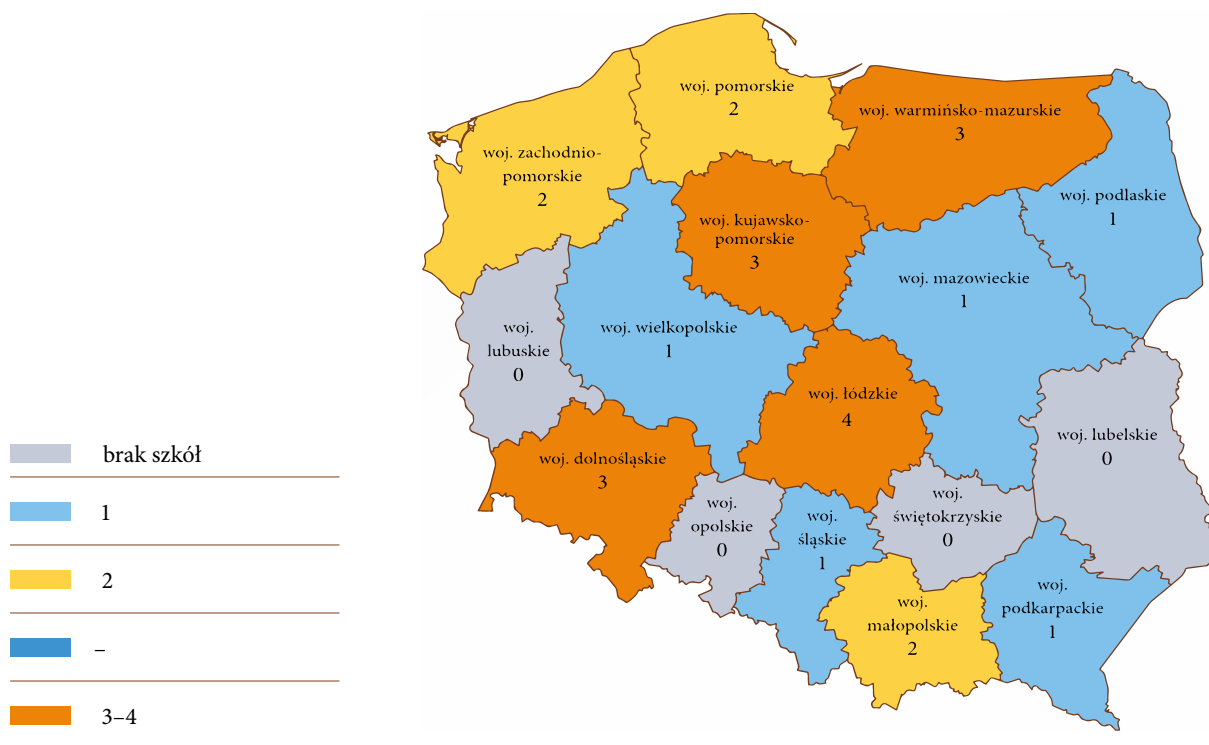 woj. pomorskie
2
woj. warmińsko-mazurskie
3
woj. zachodnio-
pomorskie
2
woj. podlaskie
1
woj. kujawsko-
pomorskie
3
woj. mazowieckie
1
woj.
lubuskie
0
woj. wielkopolskie
1
woj. łódzkie
4
woj. lubelskie
0
woj. dolnośląskie
3
woj.
opolskie
0
woj.
śląskie
1
woj.
świętokrzyskie
0
woj.
małopolskie
2
woj.
podkarpackie
1
brak szkół
1
2
–
3–4